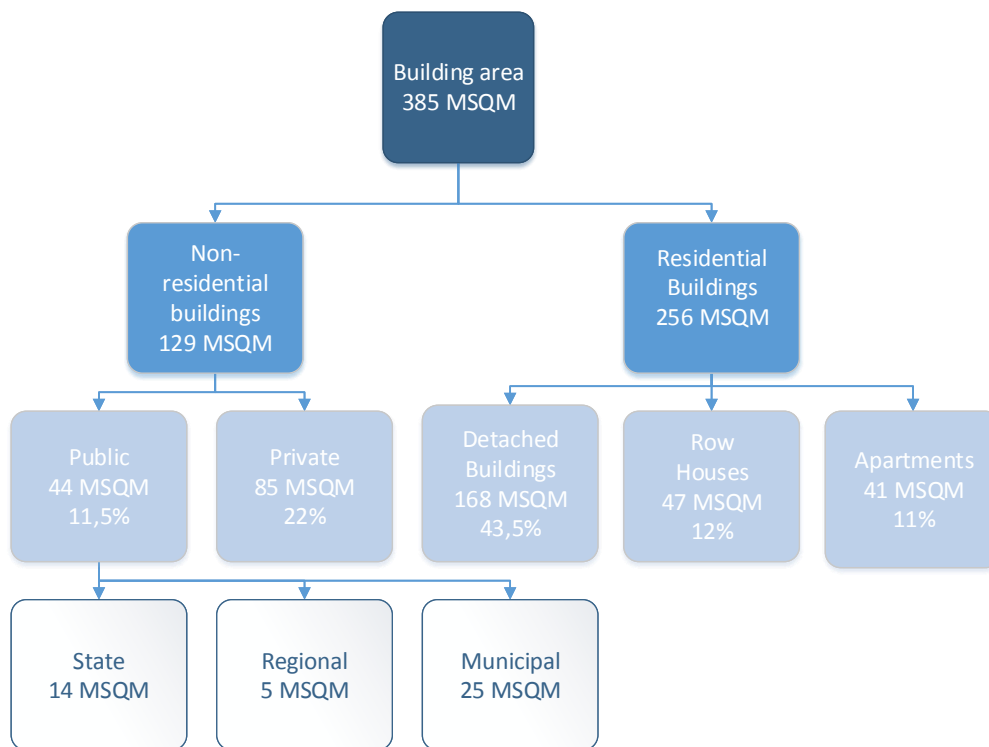 Building area
385 MSQM
Non-
residential
buildings
129 MSQM
Residential
Buildings
256 MSQM
Public
44 MSQM
11,5%
Private
85 MSQM
22%
Detached
Buildings
168 MSQM
43,5%
Row
Houses
47 MSQM
12%
Apartments
41 MSQM
11%
State
14 MSQM
Regional
5 MSQM
Municipal
25 MSQM